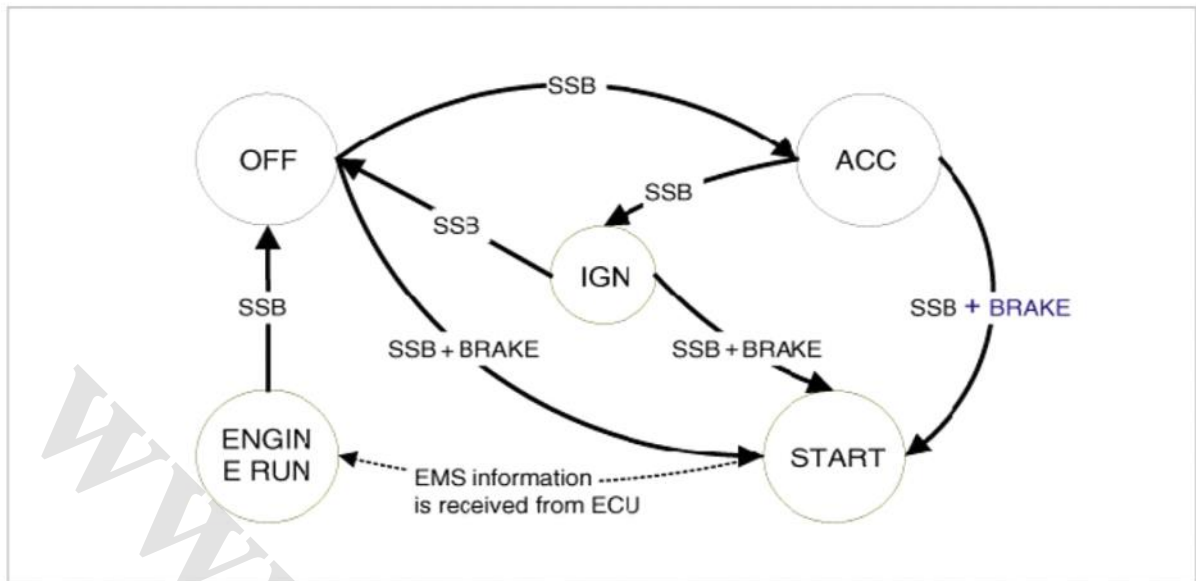 SSB
OFF
ACC
SSB
SSB
IGN
SSB
SSB + BRAKE
SSB + BRAKE
SSB + BRAKE
ENGIN
E RUN
START
EMS information
is received from ECU